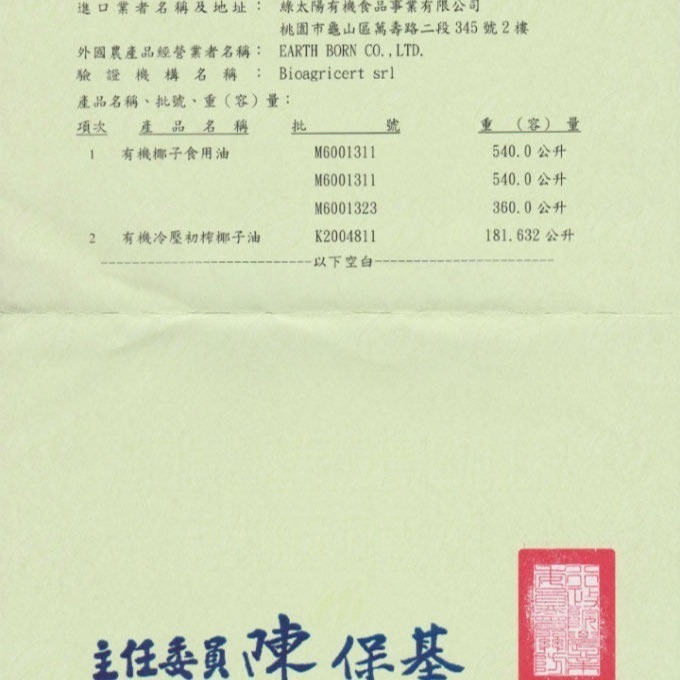 進口業者名稱及地址： 綠太陽有機食品事業有限公司
桃園市龜山區萬壽路二段345號2樓
外國農產品經營業者名稱： EARTH BORN CO.,LTD.
驗證機構名稱： Bioagricert srl
產品名稱、批號、重（容）量：
項次 產品名稱 批號 重（容）量
1 有機椰子食用油 M6001311 540.0公升
M6001311 540.0公升
M6001323 360.0公升
2 有機冷壓初榨椰子油 K2004811 181.632公升
以下空白
主任委員 陳保基